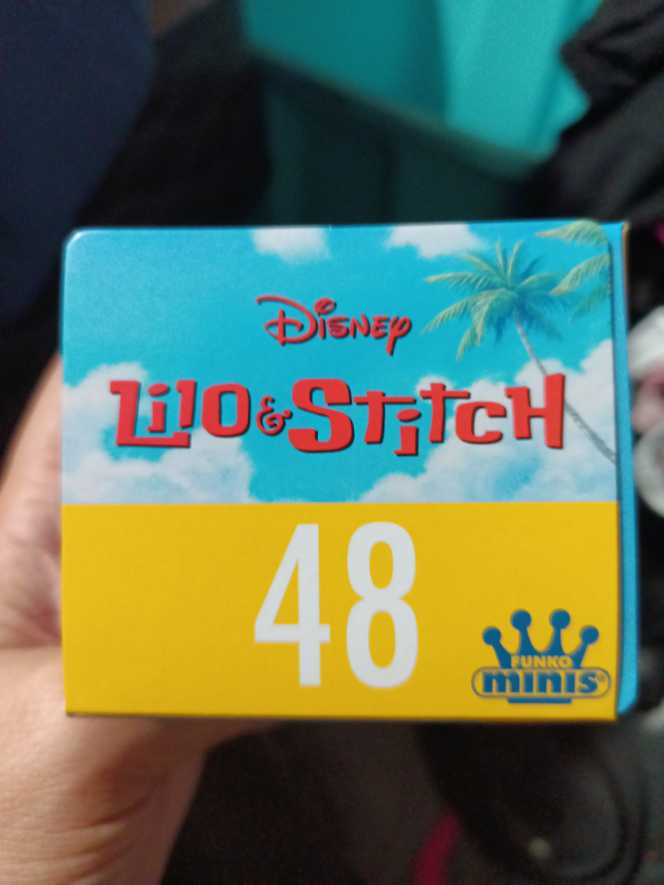 Disney
Lilo & Stitch
48
FUNKO
minis®